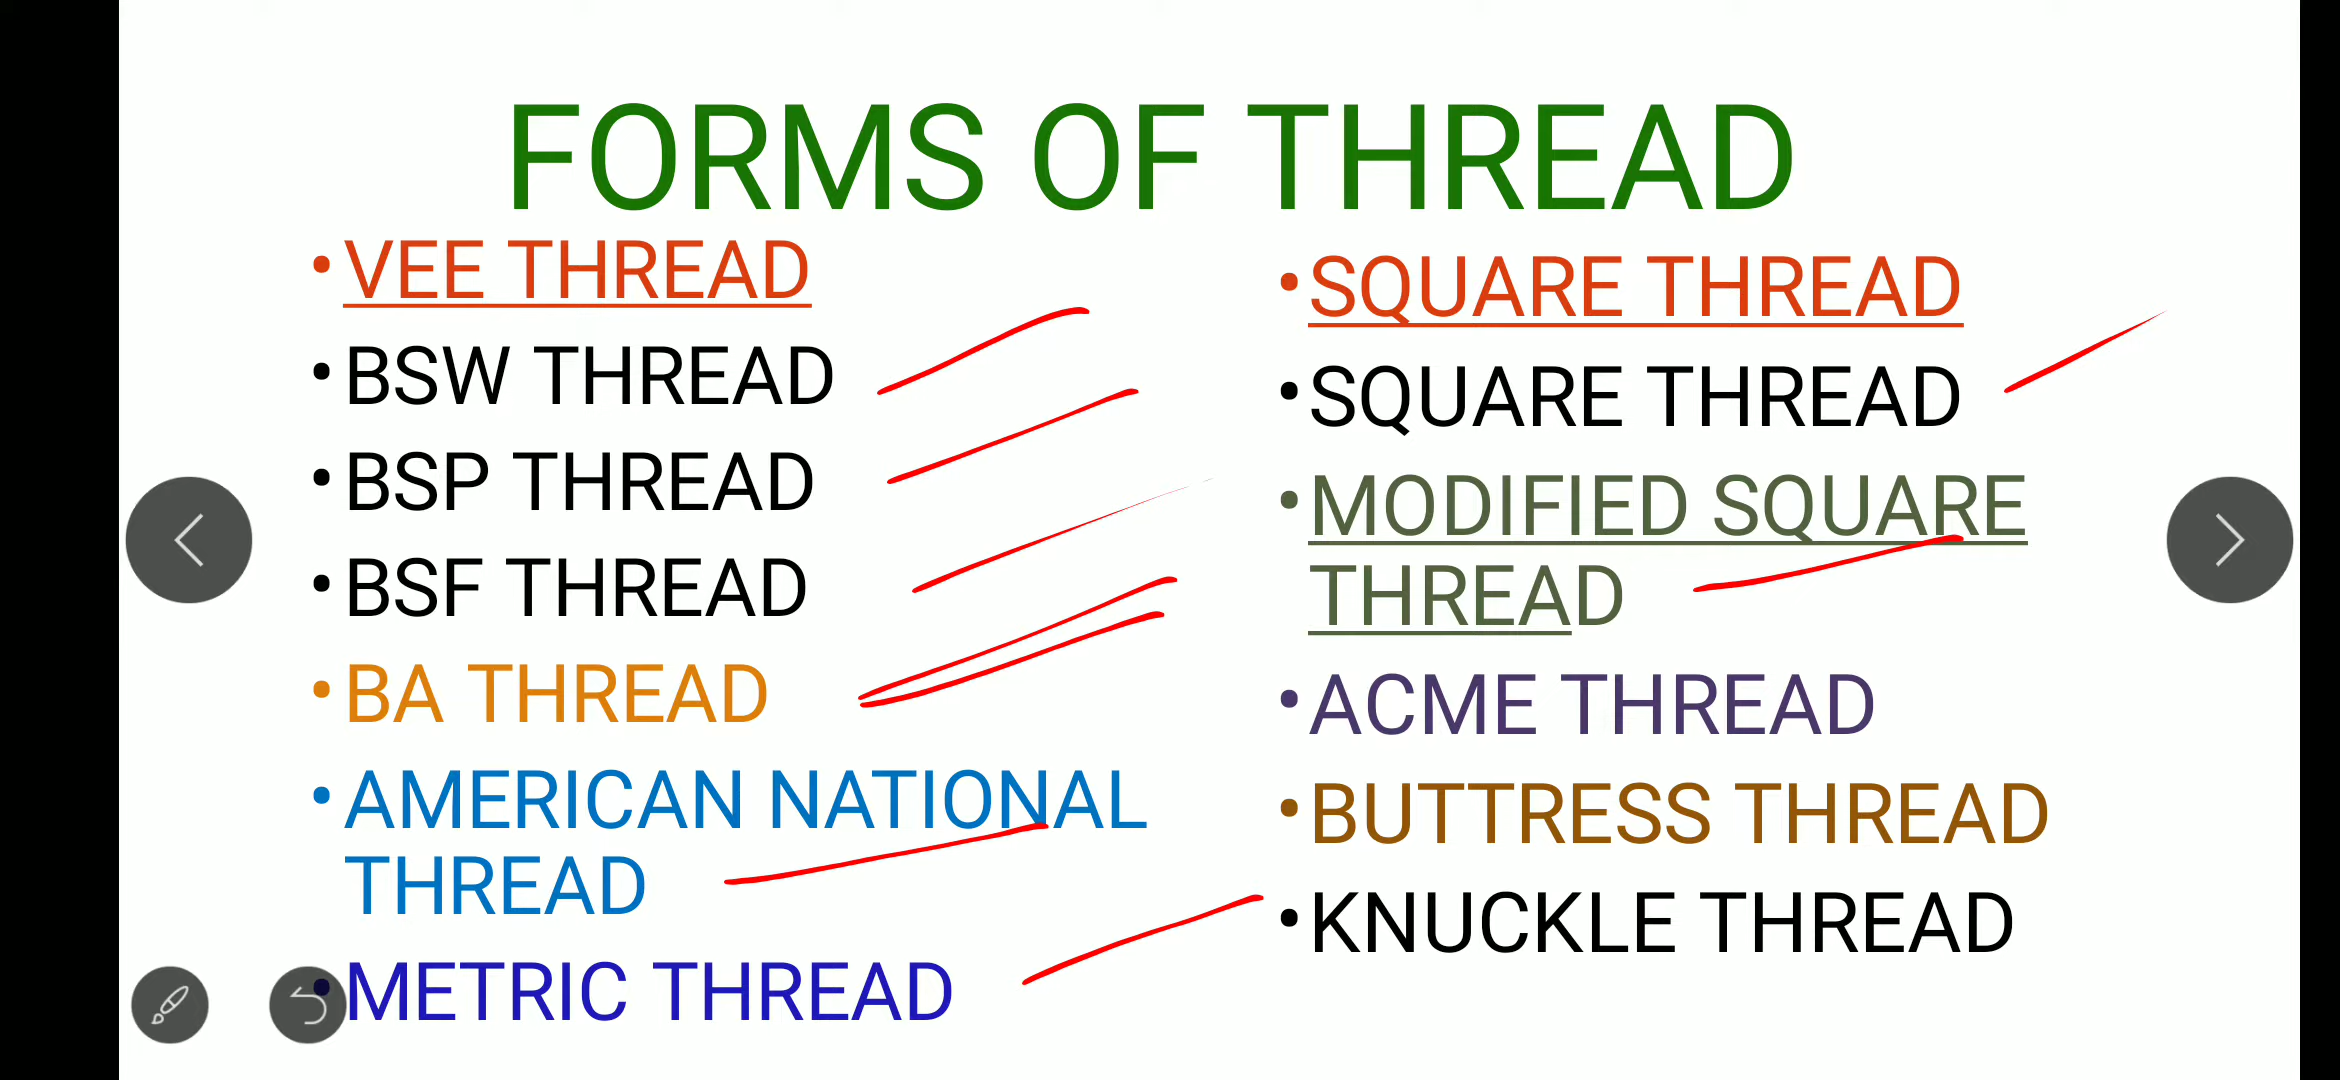 FORMS OF THREAD
•VEE THREAD
•BSW THREAD
•BSP THREAD
•BSF THREAD
•BA THREAD
•AMERICAN NATIONAL
THREAD
•METRIC THREAD
•SQUARE THREAD
•SQUARE THREAD
•MODIFIED SQUARE
THREAD
•ACME THREAD
•BUTTRESS THREAD
•KNUCKLE THREAD